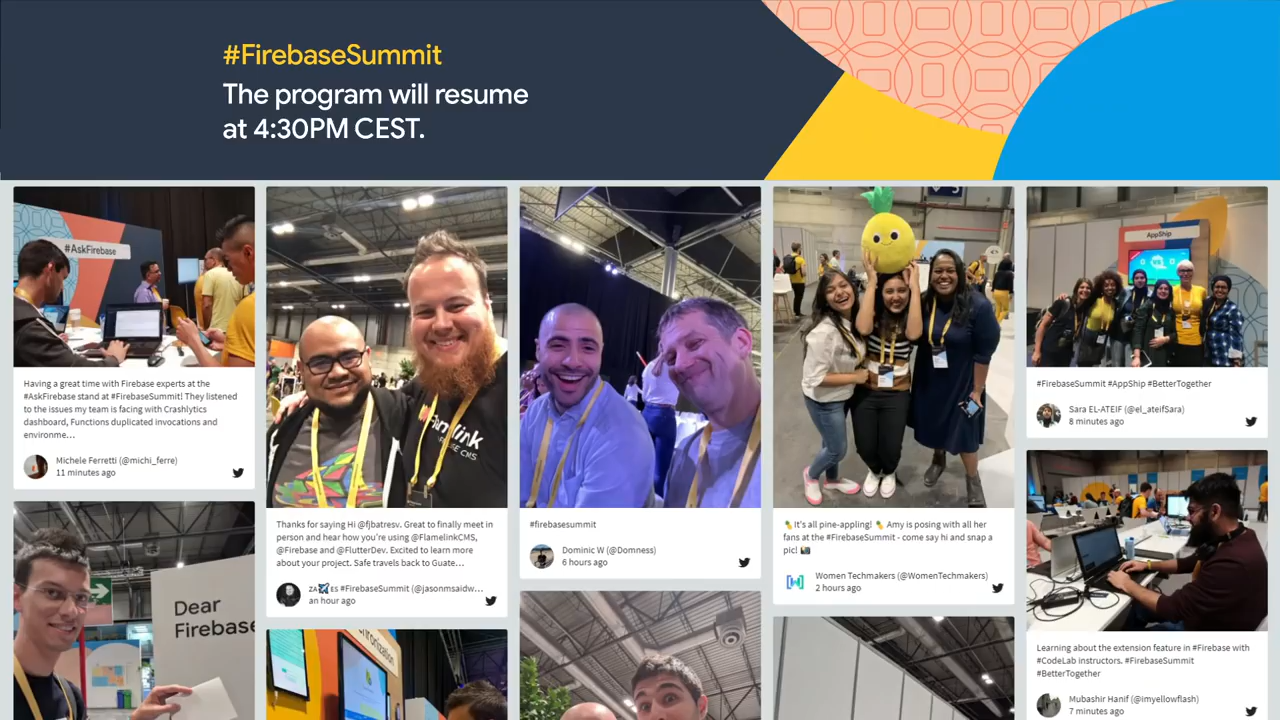 #FirebaseSummit
The program will resume
at 4:30PM CEST.
#AskFirebase
Having a great time with Firebase experts at the
#AskFirebase stand at #FirebaseSummit! They listened
to the issues my team is facing with Crashlytics
dashboard, Functions duplicated invocations and
environme…
Michele Ferretti (@michi_ferre)
11 minutes ago
Dear
Firebase
Thanks for saying Hi @fjbatresv. Great to finally meet in
person and hear how you're using @FlamelinkCMS,
@Firebase and @FlutterDev. Excited to learn more
about your project. Safe travels back to Guate…
#FirebaseSummit (@jasonmsaidw…
an hour ago
#firebasesummit
Dominic W (@Domness)
6 hours ago
🍍It's all pine-appling! 🍍 Amy is posing with all her
fans at the #FirebaseSummit - come say hi and snap a
pic! 📸
Women Techmakers (@WomenTechmakers)
2 hours ago
AppShip
#FirebaseSummit #AppShip #BetterTogether
Sara EL-ATEIF (@el_ateifSara)
8 minutes ago
Learning about the extension feature in #Firebase with
#CodeLab instructors. #FirebaseSummit
#BetterTogether
Mubashir Hanif (@Imyellowflash)
7 minutes ago